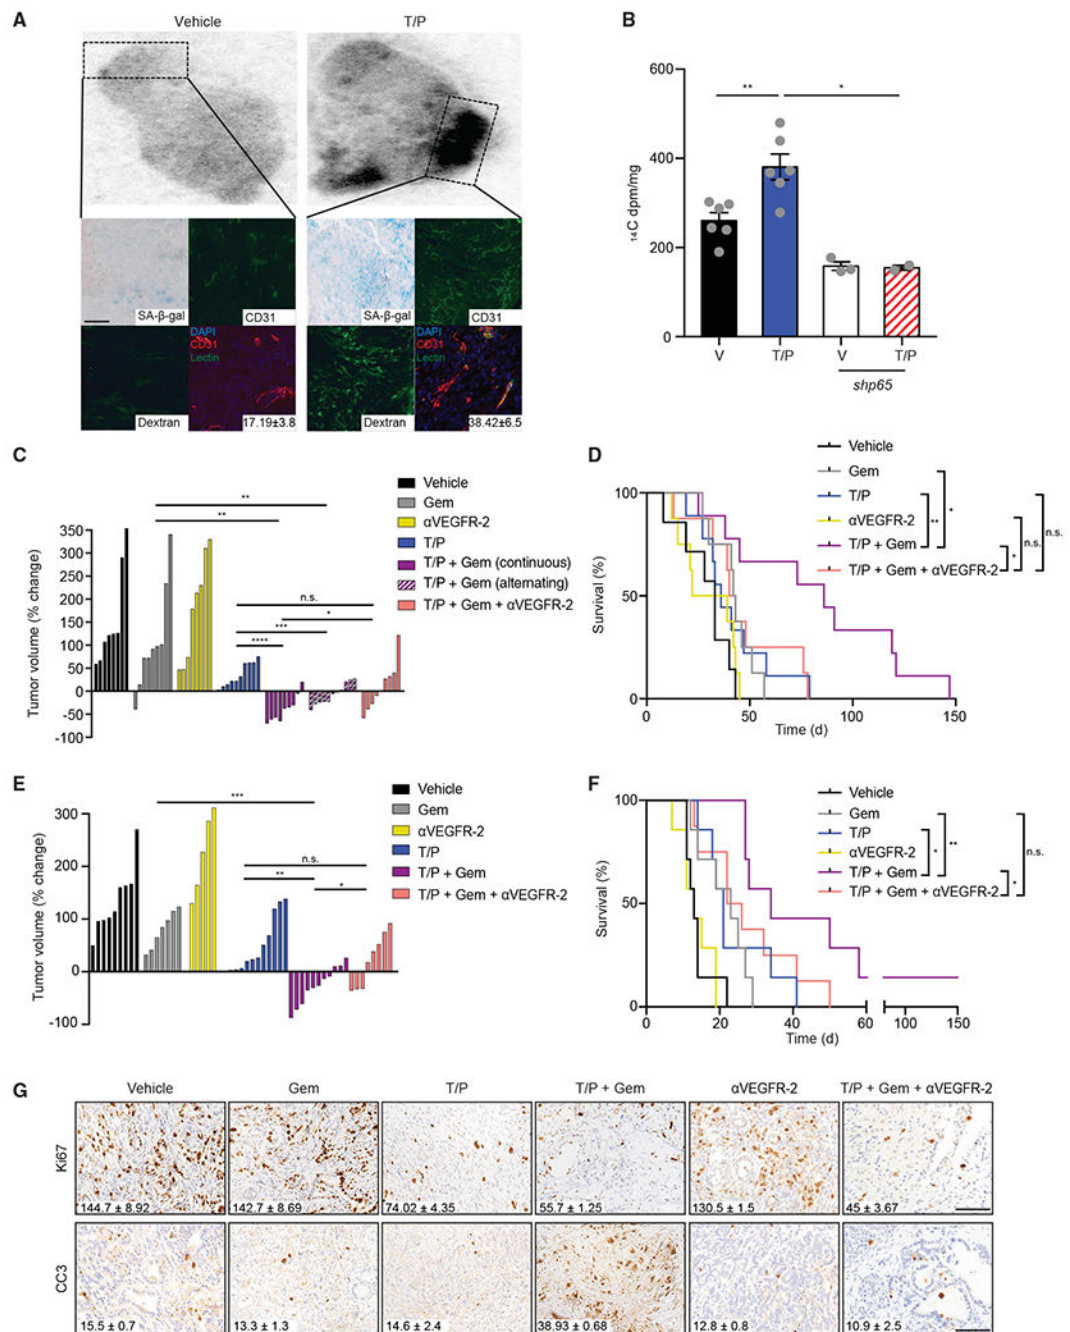 A
Vehicle
T/P
SA-β-gal
CD31
SA-β-gal
CD31
DAPI
CD31
Lectin
DAPI
CD31
Lectin
Dextran
17.19±3.8
Dextran
38.42±6.5
B
600
400
200
0
¹⁴C dpm/mg
**
*
V
T/P
V
T/P
shp65
C
Tumor volume (% change)
350
300
250
200
150
100
50
0
-50
-100
**
**
n.s.
*
***
****
Vehicle
Gem
αVEGFR-2
T/P
T/P + Gem (continuous)
T/P + Gem (alternating)
T/P + Gem + αVEGFR-2
D
Vehicle
Gem
T/P
αVEGFR-2
T/P + Gem
T/P + Gem + αVEGFR-2
**
*
*
n.s.
n.s.
Survival (%)
100
50
0
0
50
100
150
Time (d)
E
Tumor volume (% change)
300
200
100
0
-100
***
n.s.
**
*
Vehicle
Gem
αVEGFR-2
T/P
T/P + Gem
T/P + Gem + αVEGFR-2
F
Vehicle
Gem
T/P
αVEGFR-2
T/P + Gem
T/P + Gem + αVEGFR-2
*
**
*
n.s.
Survival (%)
100
50
0
0
20
40
60
100
150
Time (d)
G
Vehicle
Gem
T/P
T/P + Gem
αVEGFR-2
T/P + Gem + αVEGFR-2
Ki67
144.7 ± 8.92
142.7 ± 8.69
74.02 ± 4.35
55.7 ± 1.25
130.5 ± 1.5
45 ± 3.67
CC3
15.5 ± 0.7
13.3 ± 1.3
14.6 ± 2.4
38.93 ± 0.68
12.8 ± 0.8
10.9 ± 2.5